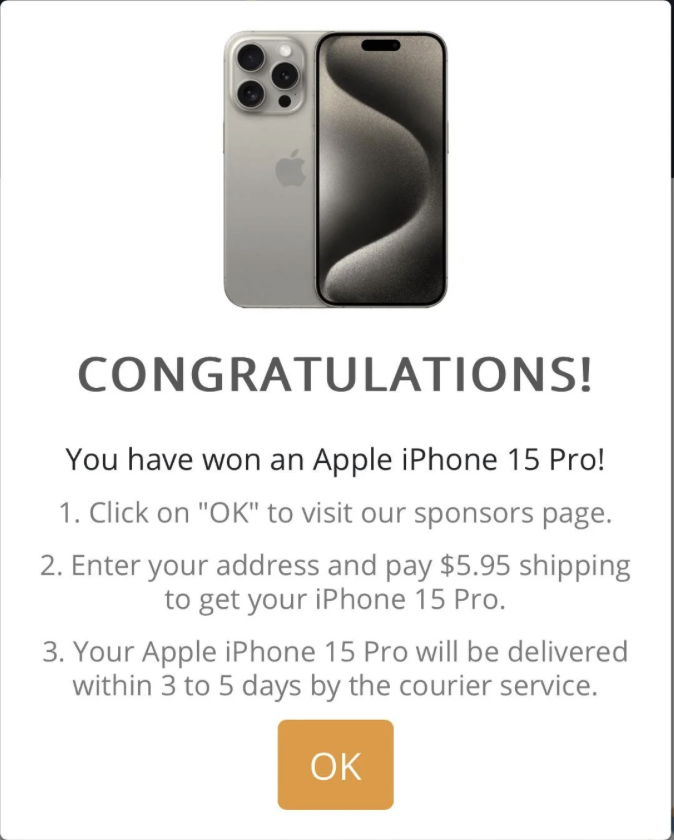 CONGRATULATIONS!
You have won an Apple iPhone 15 Pro!
1. Click on "OK" to visit our sponsors page.
2. Enter your address and pay $5.95 shipping
to get your iPhone 15 Pro.
3. Your Apple iPhone 15 Pro will be delivered
within 3 to 5 days by the courier service.
OK